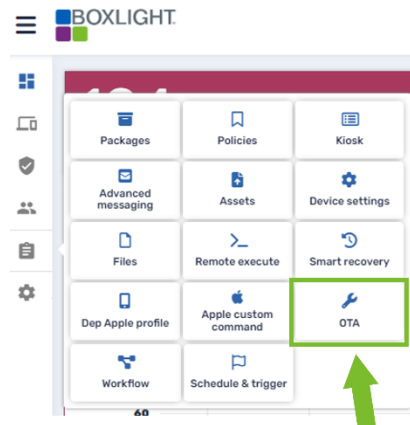 BOXLIGHT
Packages
Policies
Kiosk
Advanced
messaging
Assets
Device settings
Files
Remote execute
Smart recovery
Dep Apple profile
Apple custom
command
OTA
Workflow
Schedule & trigger
60